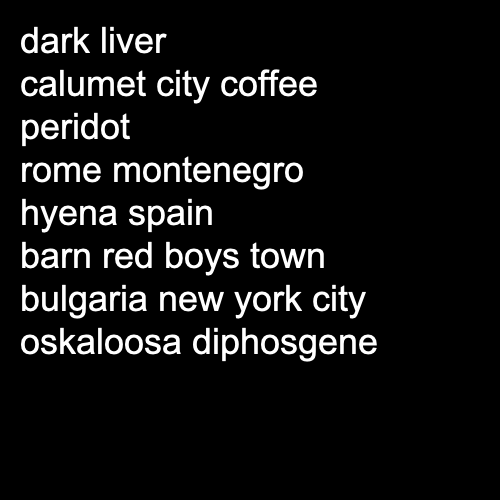 dark liver
calumet city coffee
peridot
rome montenegro
hyena spain
barn red boys town
bulgaria new york city
oskaloosa diphosgene